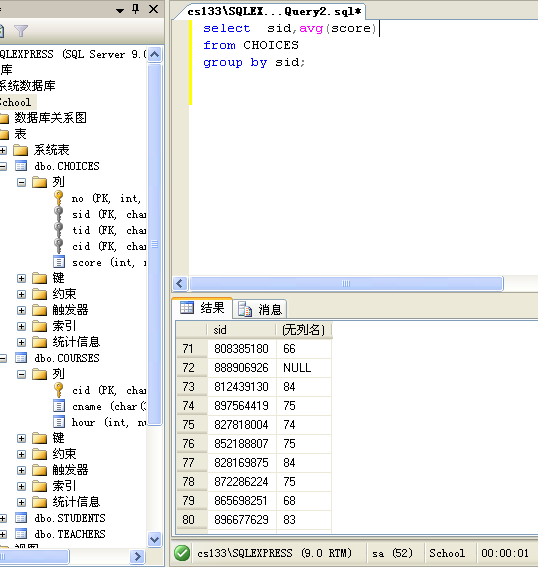 SQLEXPRESS (SQL Server 9.0
库
系统数据库
School
数据库关系图
表
系统表
dbo.CHOICES
列
no (PK, int,
sid (FK, char
tid (FK, char
cid (FK, char
score (int, n
键
约束
触发器
索引
统计信息
dbo.COURSES
列
cid (PK, char
cname (char(
hour (int, nu
键
约束
触发器
索引
统计信息
dbo.STUDENTS
dbo.TEACHERS
视图
cs133\SQLEX...Query2.sql*
select sid,avg(score)
from CHOICES
group by sid;
结果 消息
sid (无列名)
71 808385180 66
72 888906926 NULL
73 812439130 84
74 897564419 75
75 827818004 74
76 852188807 75
77 828169875 84
78 872286224 75
79 865698251 68
80 896677629 83
cs133\SQLEXPRESS (9.0 RTM) sa (52) School 00:00:01